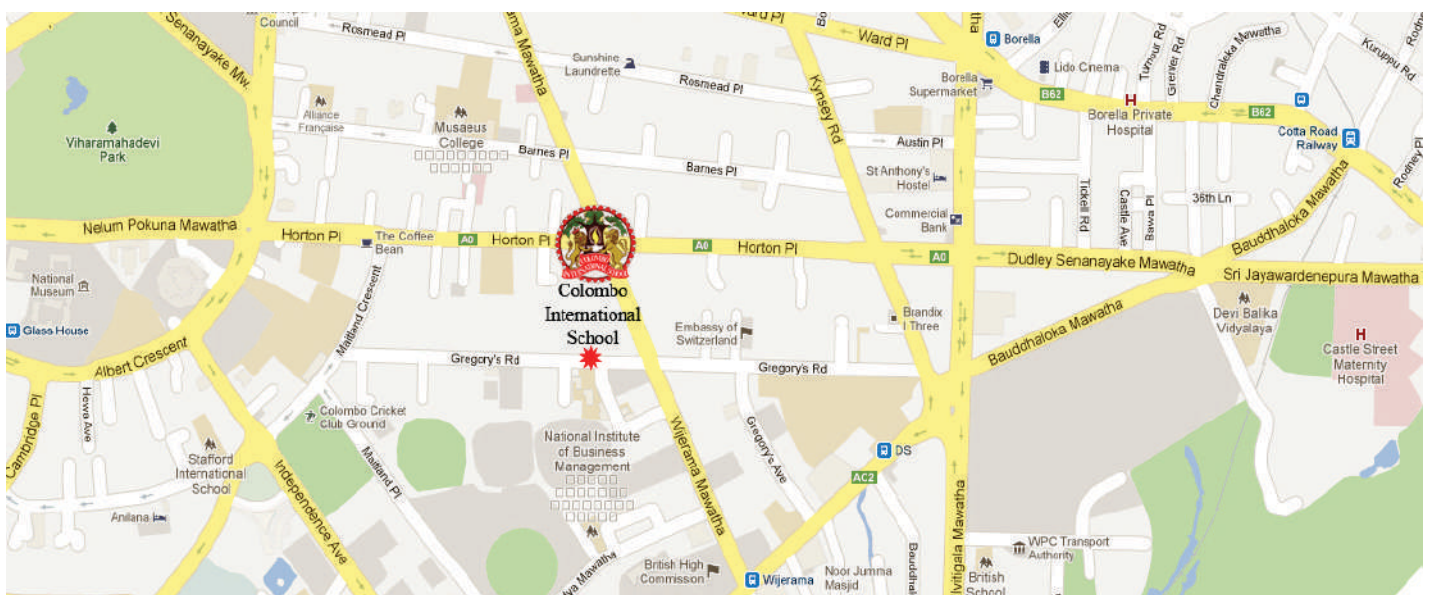 Council
Senanayake Mw.
Rosmead Pl
Sunshine
Laundrette
Rosmead Pl
Ward Pl
Borella
Lido Cinema
Turnour Rd
Grenier Rd
Chandraleka Mawatha
Kuruppu Rd
Borella
Supermarket
B62
B62
Borella Private
Hospital
Cotta Road
Railway
Rodney Pl
Viharamahadevi
Park
Alliance
Française
Musaeus
College
Barnes Pl
Barnes Pl
Kynsey Rd
Austin Pl
St Anthony's
Hostel
Commercial
Bank
Tickell Rd
Castle Ave
Bawa Pl
36th Ln
Bauddhaloka Mawatha
Nelum Pokuna Mawatha
Horton Pl
The Coffee
Bean
A0
Horton Pl
COLOMBO
INTERNATIONAL SCHOOL
A0
Horton Pl
A0
Dudley Senanayake Mawatha
Sri Jayawardenepura Mawatha
National
Museum
Glass House
Albert Crescent
Maitland Crescent
Colombo
International
School
Embassy of
Switzerland
Brandix
I Three
Bauddhaloka Mawatha
Devi Balika
Vidyalaya
Castle Street
Maternity
Hospital
Gregory's Rd
Gregory's Rd
Cambridge Pl
Hewa Ave
Colombo Cricket
Club Ground
Stafford
International
School
Anilana
Independence Ave
Maitland Pl
National Institute
of Business
Management
Wijerama Mawatha
Gregory's Ave
DS
AC2
British High
Commisson
Wijerama
Noor Jumma
Masjid
WPC Transport
Authority
British
School